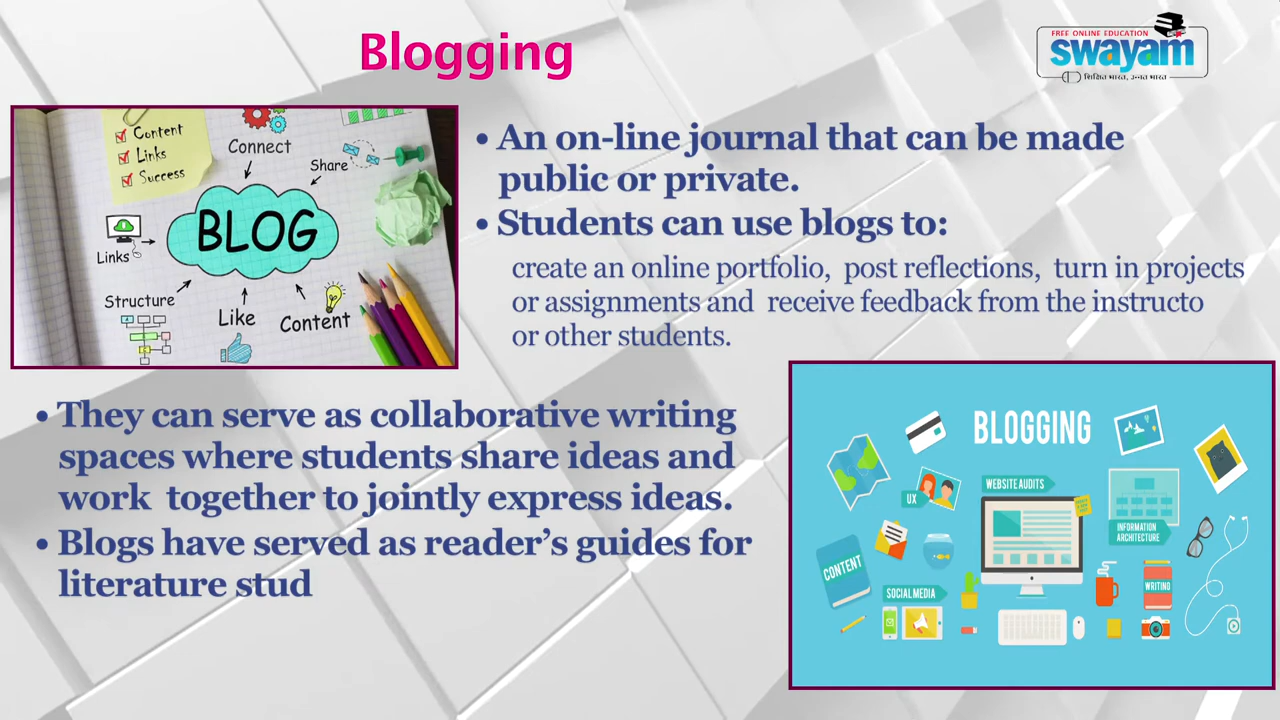 Blogging
FREE ONLINE EDUCATION
swayam
शिक्षित भारत, उन्नत भारत
Content
Links
Success
Connect
Share
BLOG
Links
Structure
Like
Content
• An on-line journal that can be made
public or private.
• Students can use blogs to:
create an online portfolio, post reflections, turn in projects
or assignments and receive feedback from the instructo
or other students.
• They can serve as collaborative writing
spaces where students share ideas and
work together to jointly express ideas.
• Blogs have served as reader’s guides for
literature stud
BLOGGING
WEBSITE AUDITS
UX
INFORMATION
ARCHITECTURE
CONTENT
SOCIAL MEDIA
WRITING